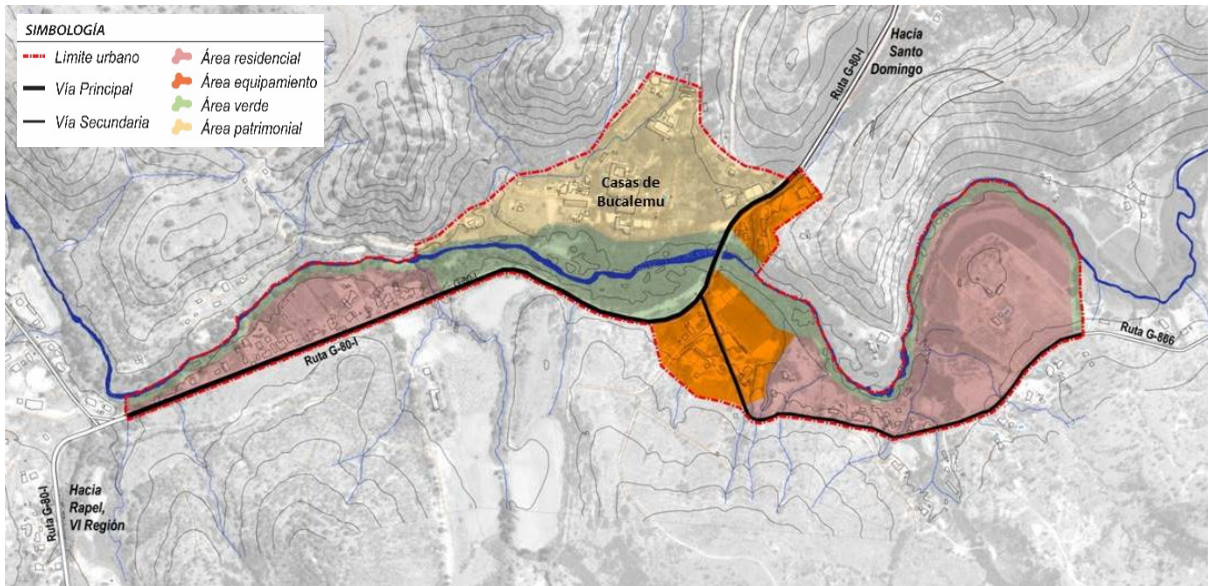 SIMBOLOGÍA
Limite urbano
Vía Principal
Vía Secundaria
Área residencial
Área equipamiento
Área verde
Área patrimonial
Hacia
Santo
Domingo
Ruta G-80-I
Casas de
Bucalemu
Ruta G-80-I
Ruta G-866
Hacia
Rapel,
VI Región
Ruta G-80-I